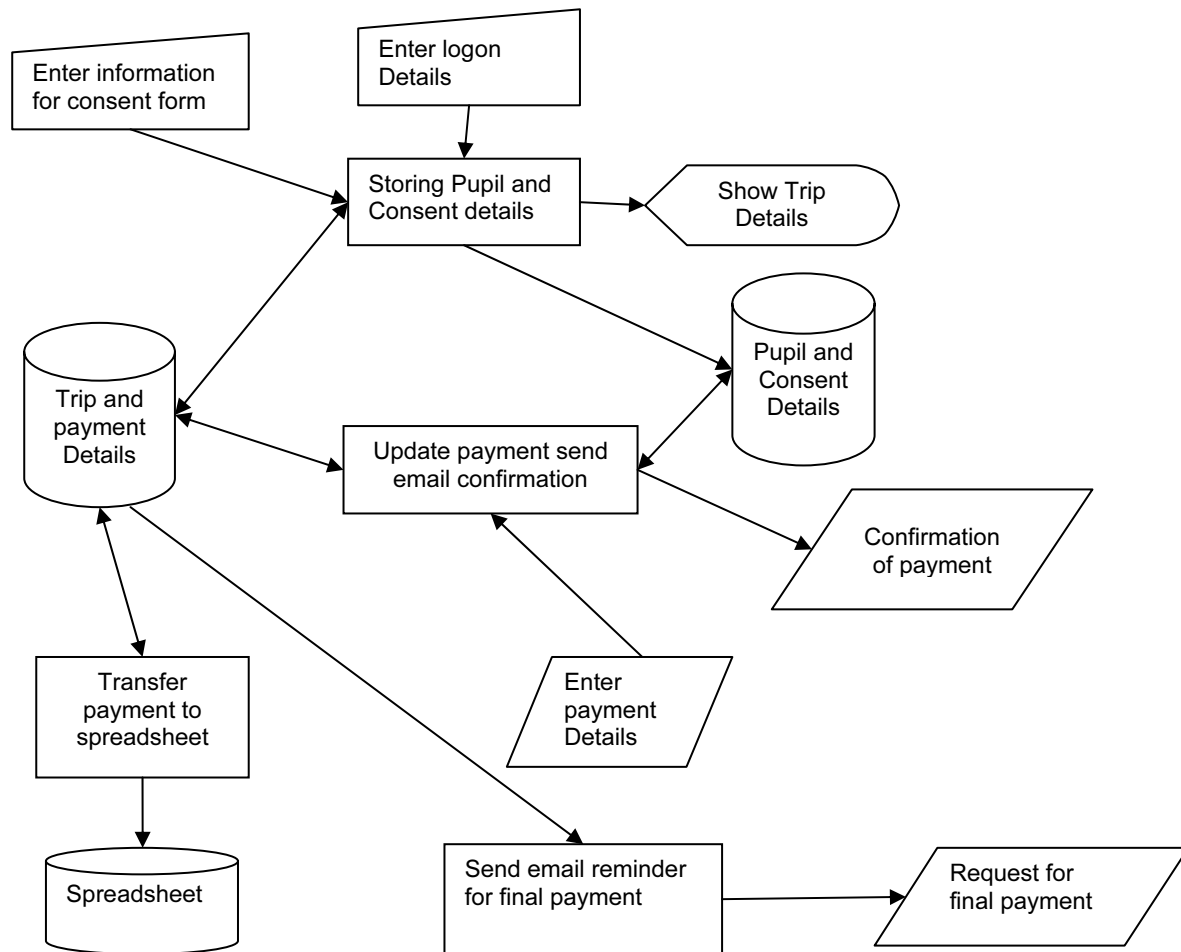 Enter information
for consent form
Enter logon
Details
Storing Pupil and
Consent details
Show Trip
Details
Trip and
payment
Details
Pupil and
Consent
Details
Update payment send
email confirmation
Confirmation
of payment
Transfer
payment to
spreadsheet
Enter
payment
Details
Spreadsheet
Send email reminder
for final payment
Request for
final payment